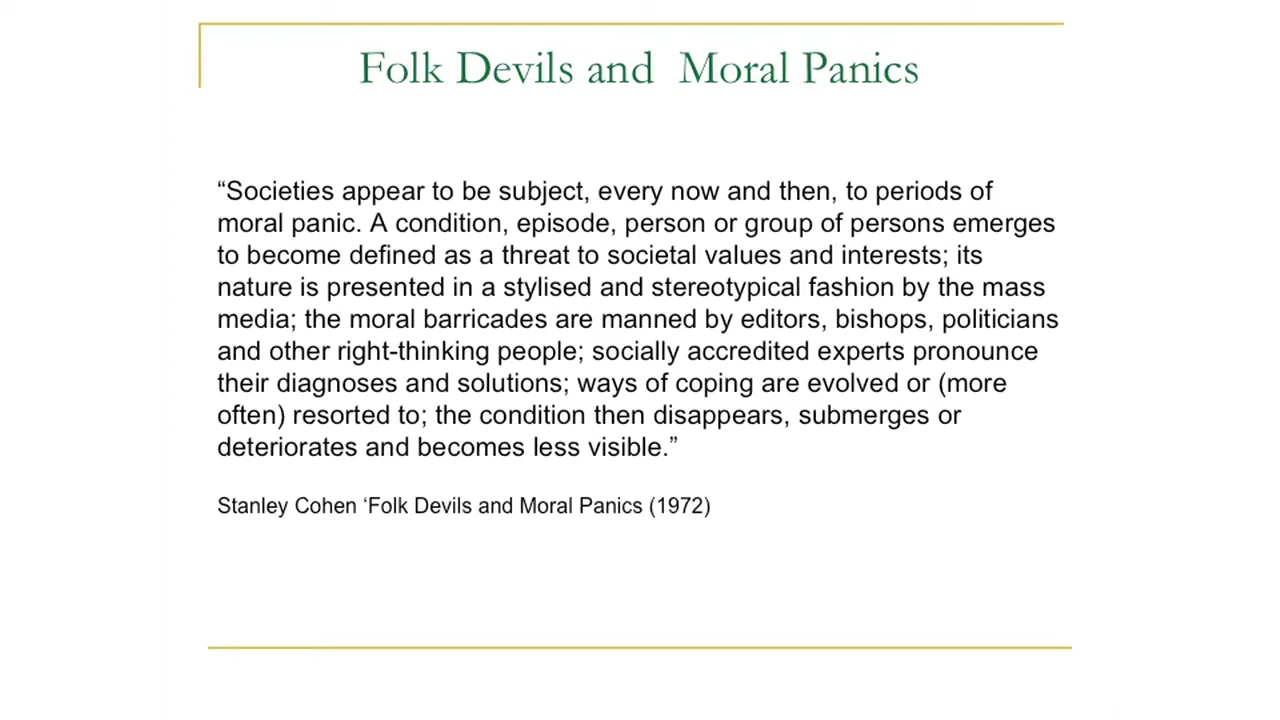 Folk Devils and  Moral Panics
“Societies appear to be subject, every now and then, to periods of
moral panic. A condition, episode, person or group of persons emerges
to become defined as a threat to societal values and interests; its
nature is presented in a stylised and stereotypical fashion by the mass
media; the moral barricades are manned by editors, bishops, politicians
and other right-thinking people; socially accredited experts pronounce
their diagnoses and solutions; ways of coping are evolved or (more
often) resorted to; the condition then disappears, submerges or
deteriorates and becomes less visible.”
Stanley Cohen ‘Folk Devils and Moral Panics (1972)